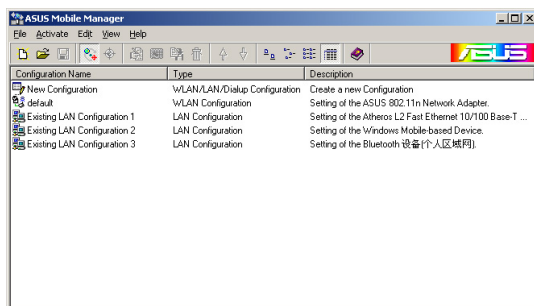 ASUS Mobile Manager
File Activate Edit View Help
ASUS
Configuration Name Type Description
New Configuration WLAN/LAN/Dialup Configuration Create a new Configuration
default WLAN Configuration Setting of the ASUS 802.11n Network Adapter.
Existing LAN Configuration 1 LAN Configuration Setting of the Atheros L2 Fast Ethernet 10/100 Base-T ...
Existing LAN Configuration 2 LAN Configuration Setting of the Windows Mobile-based Device.
Existing LAN Configuration 3 LAN Configuration Setting of the Bluetooth 设备(个人区域网).